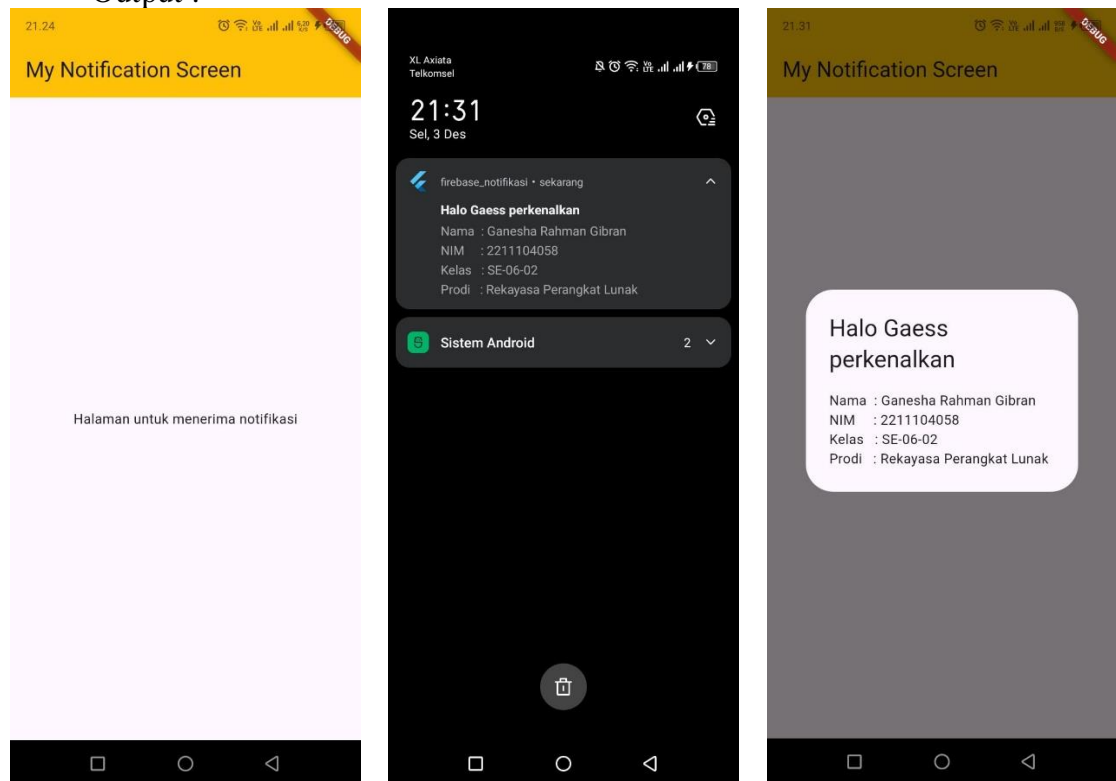 Output :
21.24
DEBUG
My Notification Screen
Halaman untuk menerima notifikasi
XL Axiata
Telkomsel
78
21:31
Sel, 3 Des
firebase_notifikasi • sekarang
Halo Gaess perkenalkan
Nama : Ganesha Rahman Gibran
NIM : 2211104058
Kelas : SE-06-02
Prodi : Rekayasa Perangkat Lunak
Sistem Android 2
21.31
DEBUG
My Notification Screen
Halo Gaess
perkenalkan
Nama : Ganesha Rahman Gibran
NIM : 2211104058
Kelas : SE-06-02
Prodi : Rekayasa Perangkat Lunak